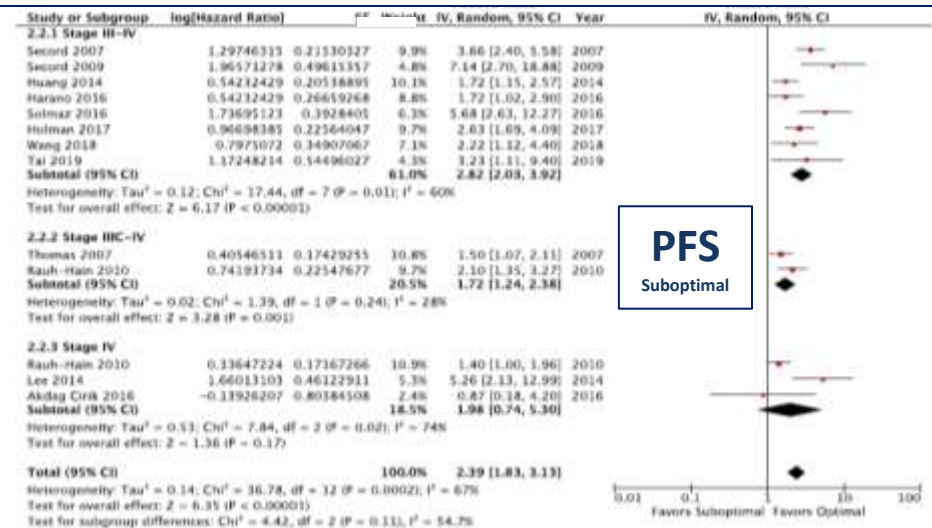 Study or Subgroup log[Hazard Ratio] IV, Random, 95% CI Year IV, Random, 95% CI
2.2.1 Stage III-IV
Secord 2007 1.29746315 0.21530327 9.9% 3.66 [2.40, 5.58] 2007
Secord 2009 1.96571278 0.49615357 4.8% 7.14 [2.70, 18.88] 2009
Huang 2014 0.54232429 0.20538895 10.1% 1.72 [1.15, 2.57] 2014
Harano 2016 0.54232429 0.26659268 8.8% 1.72 [1.02, 2.90] 2016
Solmaz 2016 1.73695123 0.3928405 6.3% 5.68 [2.63, 12.27] 2016
Hulman 2017 0.96698385 0.22564047 9.7% 2.63 [1.69, 4.09] 2017
Wang 2018 0.7975072 0.34907067 7.1% 2.22 [1.12, 4.40] 2018
Tai 2019 1.17248214 0.54496027 4.3% 3.23 [1.11, 9.40] 2019
Subtotal (95% CI) 61.0% 2.82 [2.03, 3.92]
Heterogeneity: Tau² = 0.12; Chi² = 17.44, df = 7 (P = 0.01); I² = 60%
Test for overall effect: Z = 6.17 (P < 0.00001)
2.2.2 Stage IIIC-IV
Thomas 2007 0.40546511 0.17429255 10.8% 1.50 [1.07, 2.11] 2007
Rauh-Hain 2010 0.74193734 0.22547677 9.7% 2.10 [1.35, 3.27] 2010
Subtotal (95% CI) 20.5% 1.72 [1.24, 2.38]
Heterogeneity: Tau² = 0.02; Chi² = 1.39, df = 1 (P = 0.24); I² = 28%
Test for overall effect: Z = 3.28 (P = 0.001)
PFS
Suboptimal
2.2.3 Stage IV
Rauh-Hain 2010 0.33647224 0.17367266 10.9% 1.40 [1.00, 1.96] 2010
Lee 2014 1.66013103 0.46122911 5.3% 5.26 [2.13, 12.99] 2014
Akdag Cirik 2016 -0.13926207 0.80384508 2.4% 0.87 [0.18, 4.20] 2016
Subtotal (95% CI) 18.5% 1.98 [0.74, 5.30]
Heterogeneity: Tau² = 0.53; Chi² = 7.84, df = 2 (P = 0.02); I² = 74%
Test for overall effect: Z = 1.36 (P = 0.17)
Total (95% CI) 100.0% 2.39 [1.83, 3.13]
Heterogeneity: Tau² = 0.14; Chi² = 36.78, df = 12 (P = 0.0002); I² = 67%
Test for overall effect: Z = 6.35 (P < 0.00001)
Test for subgroup differences: Chi² = 4.42, df = 2 (P = 0.11), I² = 54.7%
0.01 0.1 1 10 100
Favors Suboptimal Favors Optimal